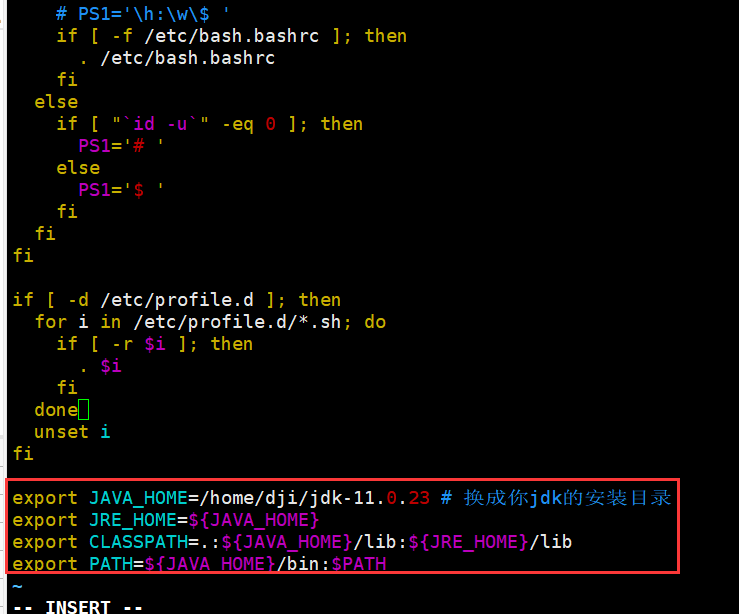 # PS1='\h:\w\$ '
if [ -f /etc/bash.bashrc ]; then
. /etc/bash.bashrc
fi
else
if [ "`id -u`" -eq 0 ]; then
PS1='# '
else
PS1='$ '
fi
fi
fi
if [ -d /etc/profile.d ]; then
for i in /etc/profile.d/*.sh; do
if [ -r $i ]; then
. $i
fi
done
unset i
fi
export JAVA_HOME=/home/dji/jdk-11.0.23 # 换成你jdk的安装目录
export JRE_HOME=${JAVA_HOME}
export CLASSPATH=.:${JAVA_HOME}/lib:${JRE_HOME}/lib
export PATH=${JAVA_HOME}/bin:$PATH
~
-- INSERT --